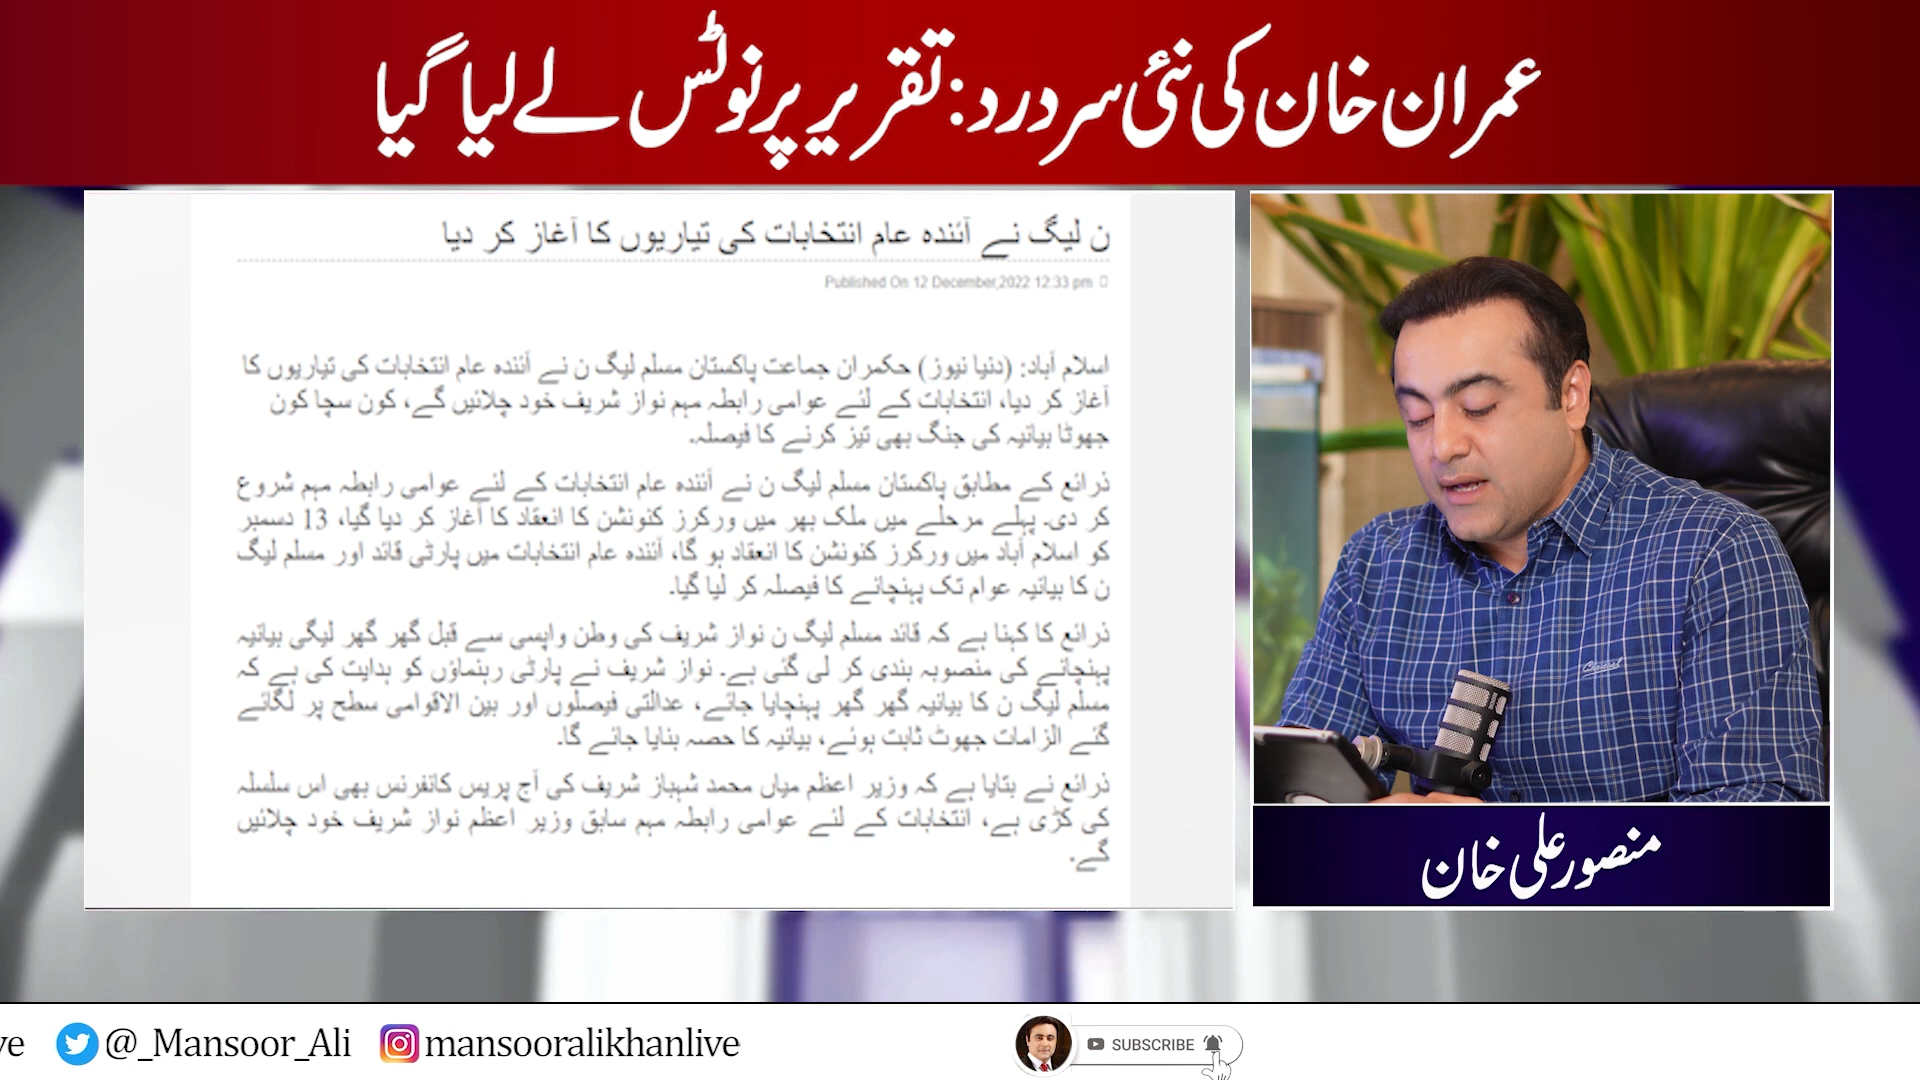 عمران خان کی نئی سر درد: تقریر پر نوٹس لے لیا گیا
ن لیگ نے آئندہ عام انتخابات کی تیاریوں کا آغاز کر دیا
Published On 12 December,2022 12:33 pm
اسلام آباد: (دنیا نیوز) حکمران جماعت پاکستان مسلم لیگ ن نے آئندہ عام انتخابات کی تیاریوں کا
آغاز کر دیا، انتخابات کے لئے عوامی رابطہ مہم نواز شریف خود چلائیں گے، کون سچا کون
جھوٹا بیانیہ کی جنگ بھی تیز کرنے کا فیصلہ۔
ذرائع کے مطابق پاکستان مسلم لیگ ن نے آئندہ عام انتخابات کے لئے عوامی رابطہ مہم شروع
کر دی۔ پہلے مرحلے میں ملک بھر میں ورکرز کنونشن کا انعقاد کا آغاز کر دیا گیا، 13 دسمبر
کو اسلام آباد میں ورکرز کنونشن کا انعقاد ہو گا، آئندہ عام انتخابات میں پارٹی قائد اور مسلم لیگ
ن کا بیانیہ عوام تک پہنچانے کا فیصلہ کر لیا گیا۔
ذرائع کا کہنا ہے کہ قائد مسلم لیگ ن نواز شریف کی وطن واپسی سے قبل گھر گھر لیگی بیانیہ
پہنچانے کی منصوبہ بندی کر لی گئی ہے۔ نواز شریف نے پارٹی رہنماؤں کو ہدایت کی ہے کہ
مسلم لیگ ن کا بیانیہ گھر گھر پہنچایا جائے، عدالتی فیصلوں اور بین الاقوامی سطح پر لگائے
گئے الزامات جھوٹ ثابت ہوئے، بیانیہ کا حصہ بنایا جائے گا۔
ذرائع نے بتایا ہے کہ وزیر اعظم میاں محمد شہباز شریف کی آج پریس کانفرنس بھی اس سلسلہ
کی کڑی ہے، انتخابات کے لئے عوامی رابطہ مہم سابق وزیر اعظم نواز شریف خود چلائیں
گے۔
منصور علی خان
ve @_Mansoor_Ali mansooralikhanlive SUBSCRIBE